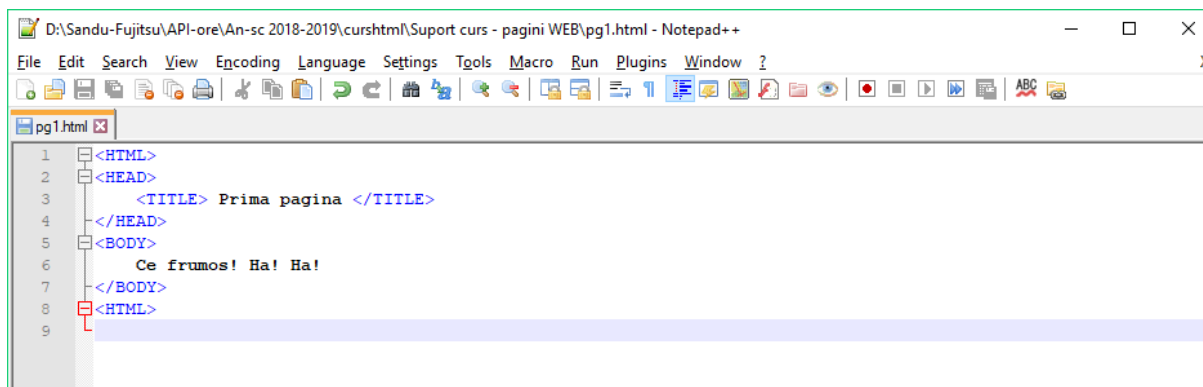 D:\Sandu-Fujitsu\API-ore\An-sc 2018-2019\curshtml\Suport curs - pagini WEB\pg1.html - Notepad++
File Edit Search View Encoding Language Settings Tools Macro Run Plugins Window ?
ABC
pg1.html
1 <HTML>
2 <HEAD>
3 <TITLE> Prima pagina </TITLE>
4 </HEAD>
5 <BODY>
6 Ce frumos! Ha! Ha!
7 </BODY>
8 <HTML>
9